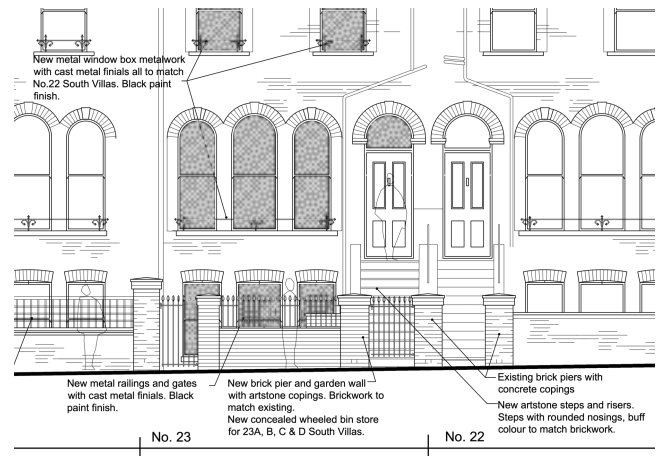 New metal window box metalwork
with cast metal finials all to match
No.22 South Villas. Black paint
finish.
New metal railings and gates
with cast metal finials. Black
paint finish.
New brick pier and garden wall
with artstone copings. Brickwork to
match existing.
New concealed wheeled bin store
for 23A, B, C & D South Villas.
Existing brick piers with
concrete copings
New artstone steps and risers.
Steps with rounded nosings, buff
colour to match brickwork.
No. 23
No. 22